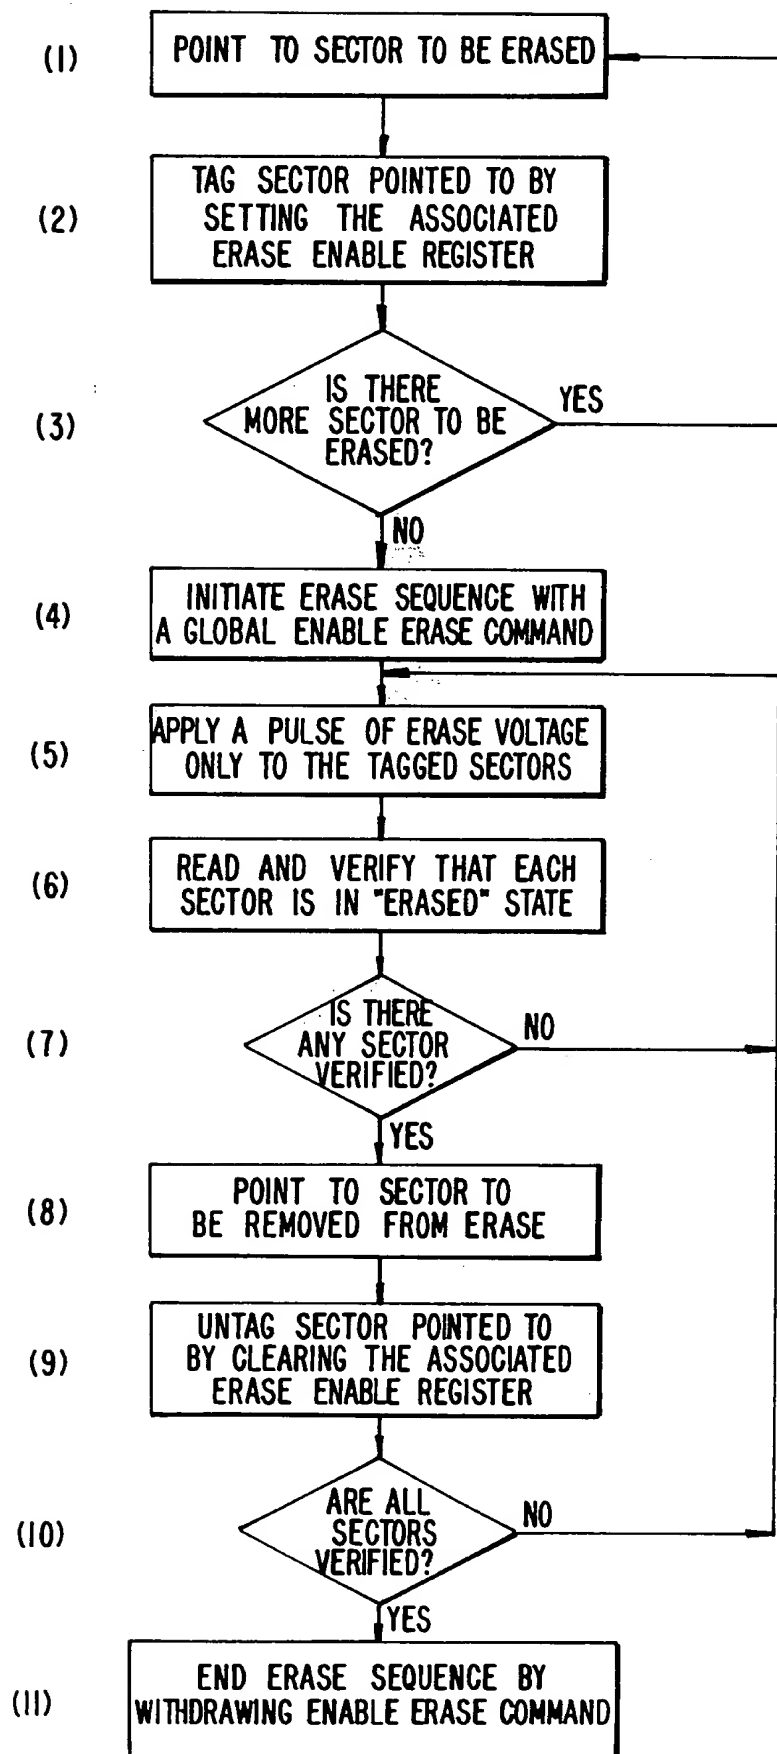 (1)
POINT TO SECTOR TO BE ERASED
(2)
TAG SECTOR POINTED TO BY
SETTING THE ASSOCIATED
ERASE ENABLE REGISTER
(3)
IS THERE
MORE SECTOR TO BE
ERASED?
YES
NO
(4)
INITIATE ERASE SEQUENCE WITH
A GLOBAL ENABLE ERASE COMMAND
(5)
APPLY A PULSE OF ERASE VOLTAGE
ONLY TO THE TAGGED SECTORS
(6)
READ AND VERIFY THAT EACH
SECTOR IS IN "ERASED" STATE
(7)
IS THERE
ANY SECTOR
VERIFIED?
NO
YES
(8)
POINT TO SECTOR TO
BE REMOVED FROM ERASE
(9)
UNTAG SECTOR POINTED TO
BY CLEARING THE ASSOCIATED
ERASE ENABLE REGISTER
(10)
ARE ALL
SECTORS
VERIFIED?
NO
YES
(11)
END ERASE SEQUENCE BY
WITHDRAWING ENABLE ERASE COMMAND